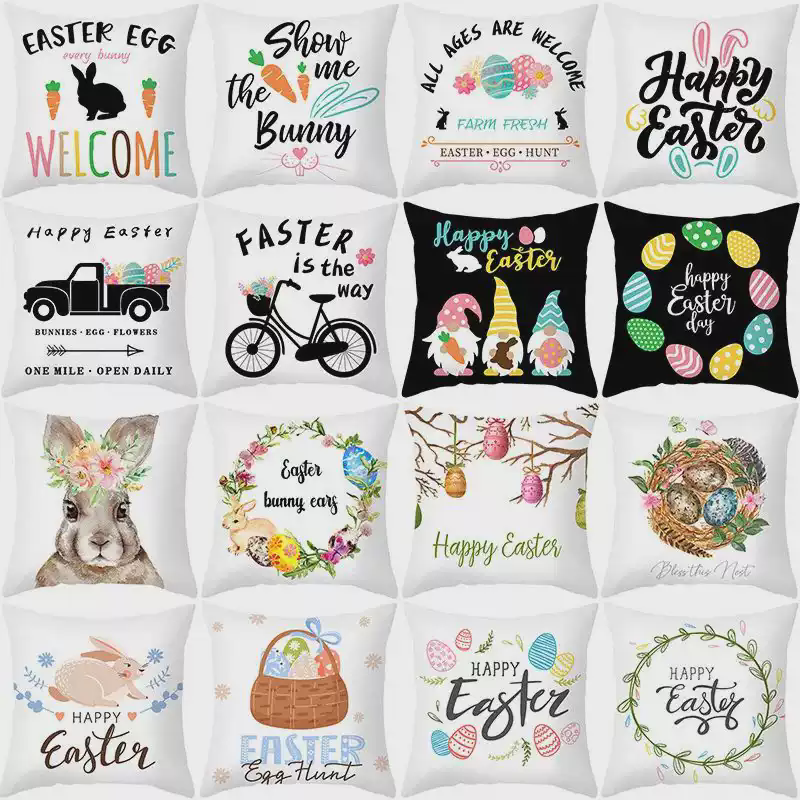 EASTER EGG
every bunny
WELCOME
Show
me
the
Bunny
ALL AGES ARE WELCOME
FARM FRESH
EASTER • EGG • HUNT
Happy
Easter
Happy Easter
BUNNIES • EGG • FLOWERS
ONE MILE • OPEN DAILY
FASTER
is the
way
Happy
Easter
happy
Easter
day
Easter
bunny ears
Happy Easter
Bless this Nest
HAPPY
Easter
EASTER
Egg Hunt
HAPPY
Easter
HAPPY
Easter